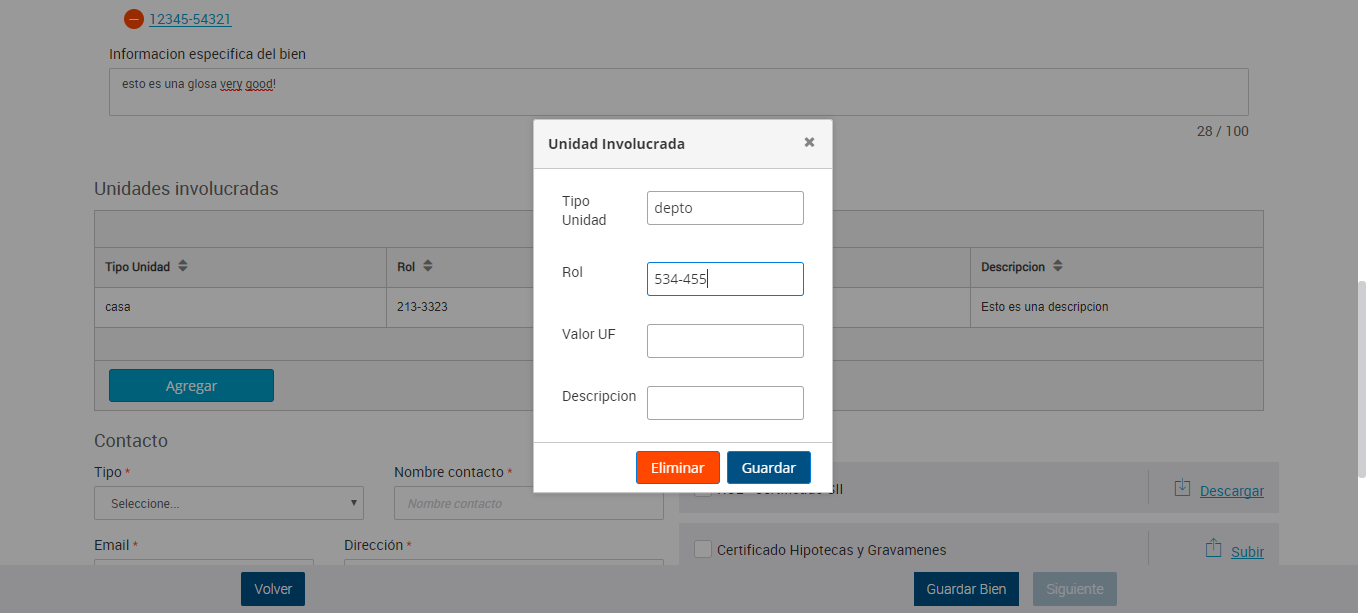 12345-54321
Informacion especifica del bien
esto es una glosa very good!
28 / 100
Unidad Involucrada
Tipo Unidad
depto
Rol
534-455
Valor UF
Descripcion
Eliminar
Guardar
Unidades involucradas
Tipo Unidad
Rol
Descripcion
casa
213-3323
Esto es una descripcion
Agregar
Contacto
Tipo *
Nombre contacto *
Seleccione...
Nombre contacto
Email *
Dirección *
Descargar
Certificado Hipotecas y Gravamenes
Subir
Volver
Guardar Bien
Siguiente